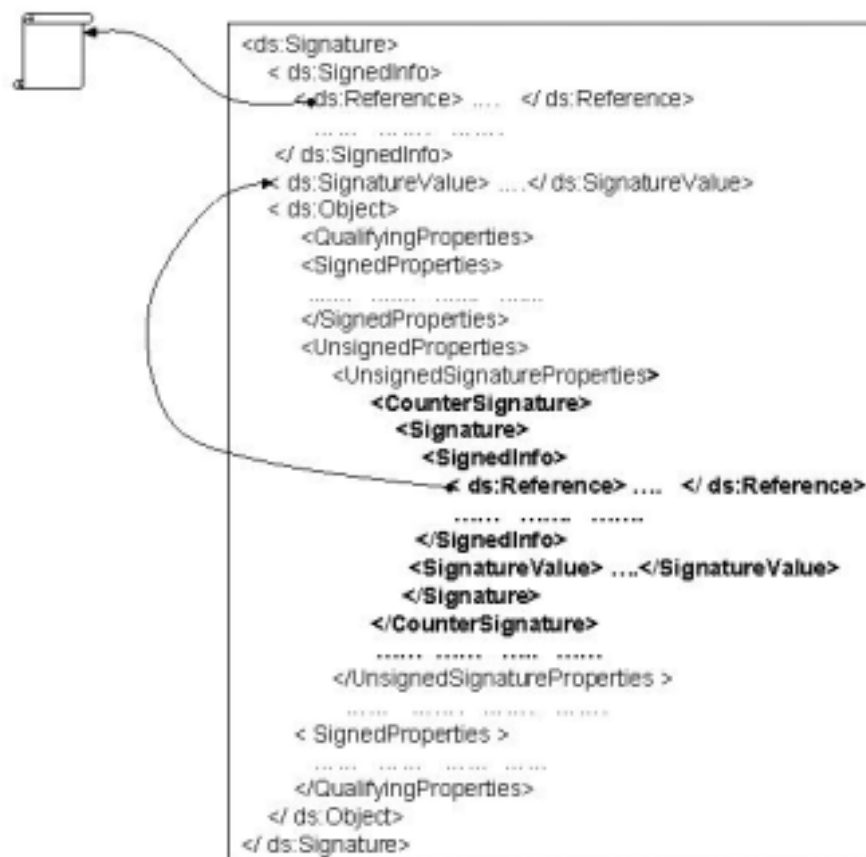 <ds:Signature>
< ds:SignedInfo>
< ds:Reference> .... </ ds:Reference>
...... ....... .......
</ ds:SignedInfo>
< ds:SignatureValue> ....</ ds:SignatureValue>
< ds:Object>
<QualifyingProperties>
<SignedProperties>
....... ....... ....... .......
</SignedProperties>
<UnsignedProperties>
<UnsignedSignatureProperties>
<CounterSignature>
<Signature>
<SignedInfo>
< ds:Reference> .... </ ds:Reference>
...... ....... .......
</SignedInfo>
<SignatureValue> ....</SignatureValue>
</Signature>
</CounterSignature>
...... ...... ..... ......
</UnsignedSignatureProperties >
...... ....... ....... .......
< SignedProperties >
...... ...... ...... ......
</QualifyingProperties>
</ ds:Object>
</ ds:Signature>